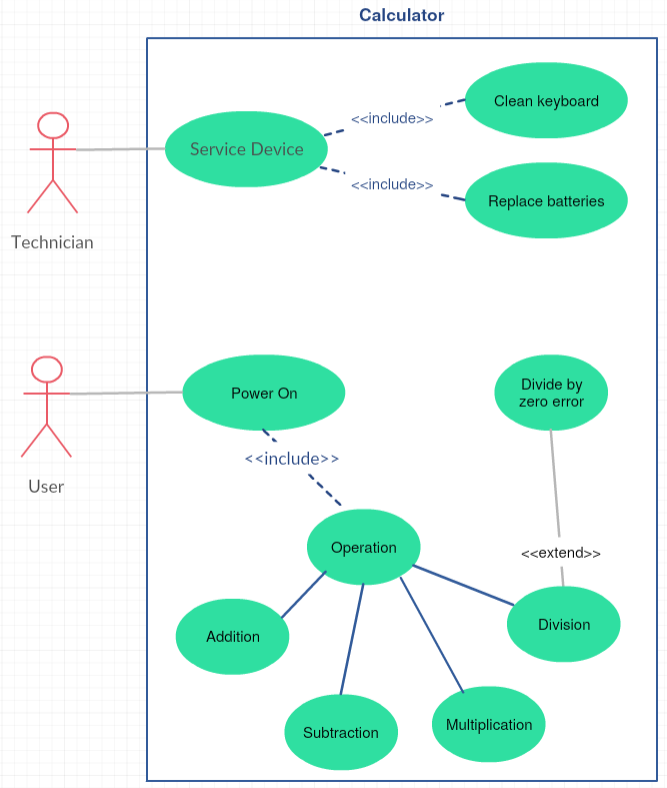 Calculator
Clean keyboard
<<include>>
Service Device
<<include>>
Replace batteries
Technician
Power On
Divide by
zero error
<<include>>
User
Operation
<<extend>>
Addition
Division
Subtraction
Multiplication